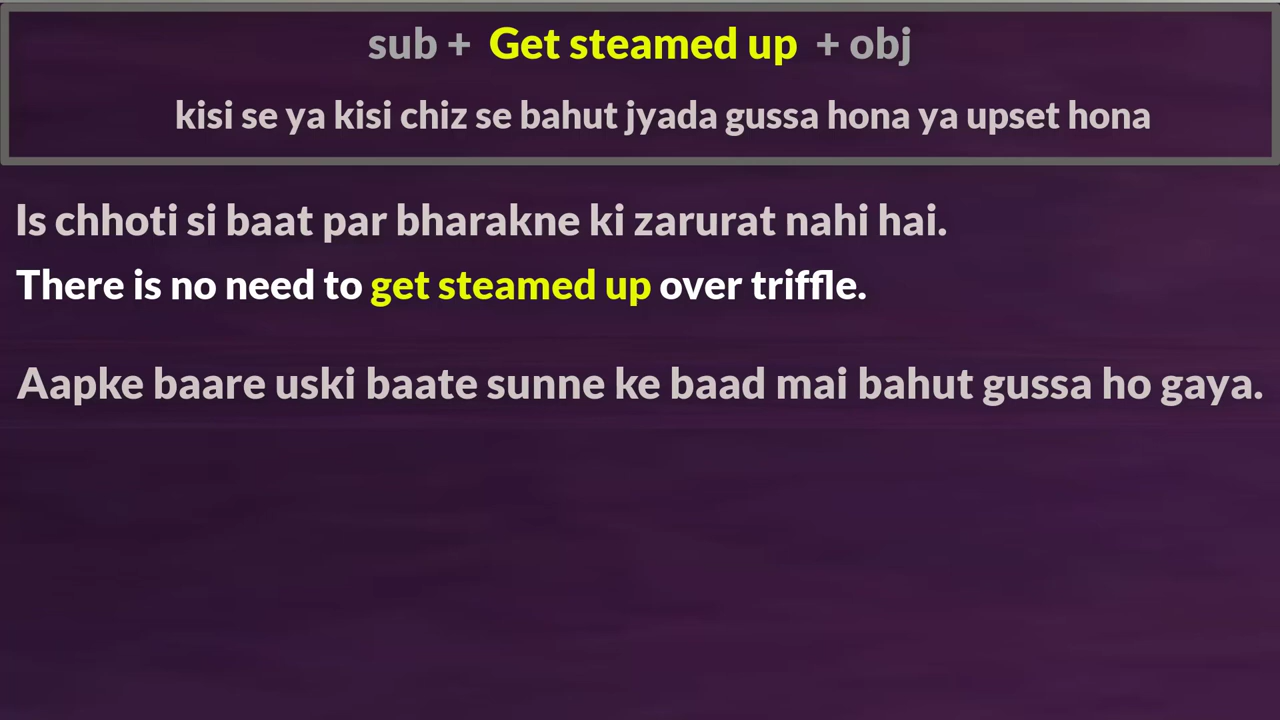 sub + Get steamed up + obj
kisi se ya kisi chiz se bahut jyada gussa hona ya upset hona
Is chhoti si baat par bharakne ki zarurat nahi hai.
There is no need to get steamed up over triffle.
Aapke baare uski baate sunne ke baad mai bahut gussa ho gaya.